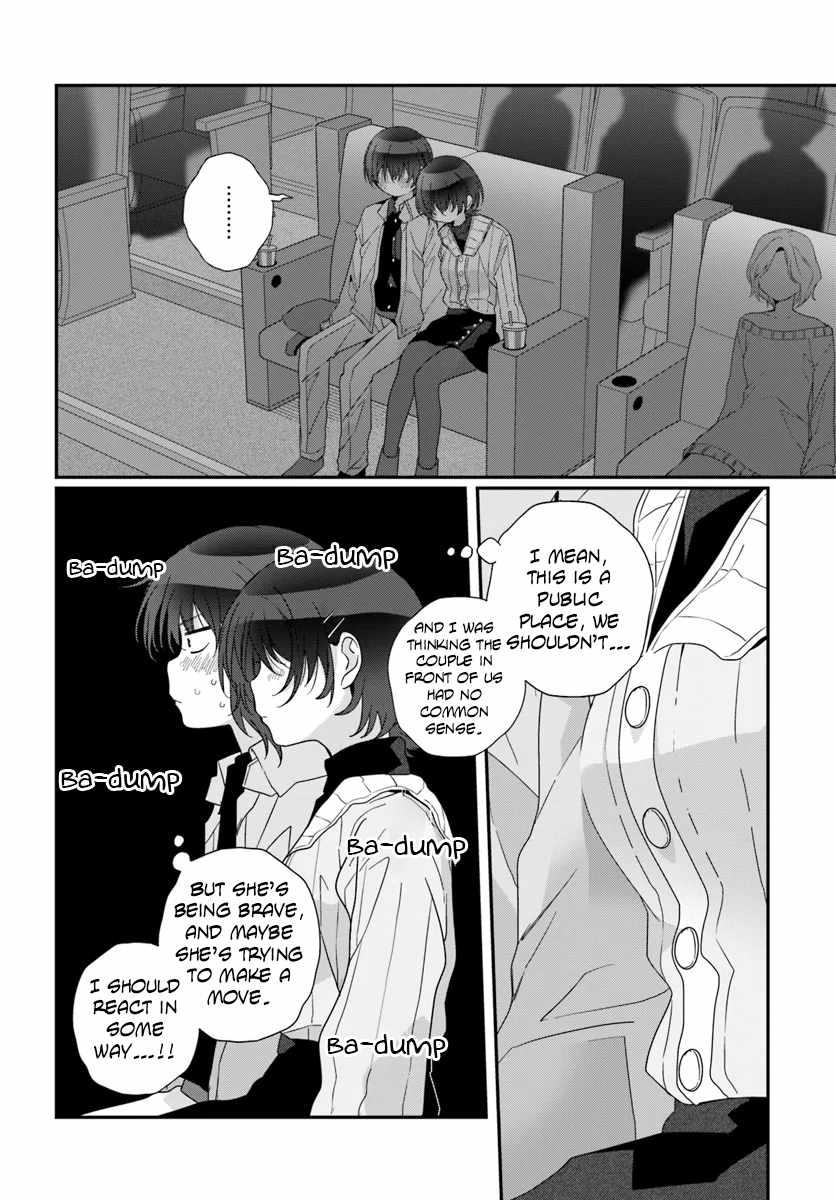 .........
I MEAN,
THIS IS A
PUBLIC
PLACE, WE
SHOULDN'T...
AND I WAS
THINKING THE
COUPLE IN
FRONT OF US
HAD NO
COMMON
SENSE.
Ba-dump
Ba-dump
Ba-dump
Ba-dump
BUT SHE'S
BEING BRAVE,
AND MAYBE
SHE'S TRYING
TO MAKE A
MOVE.
I SHOULD
REACT IN
SOME
WAY...!!
Ba-dump